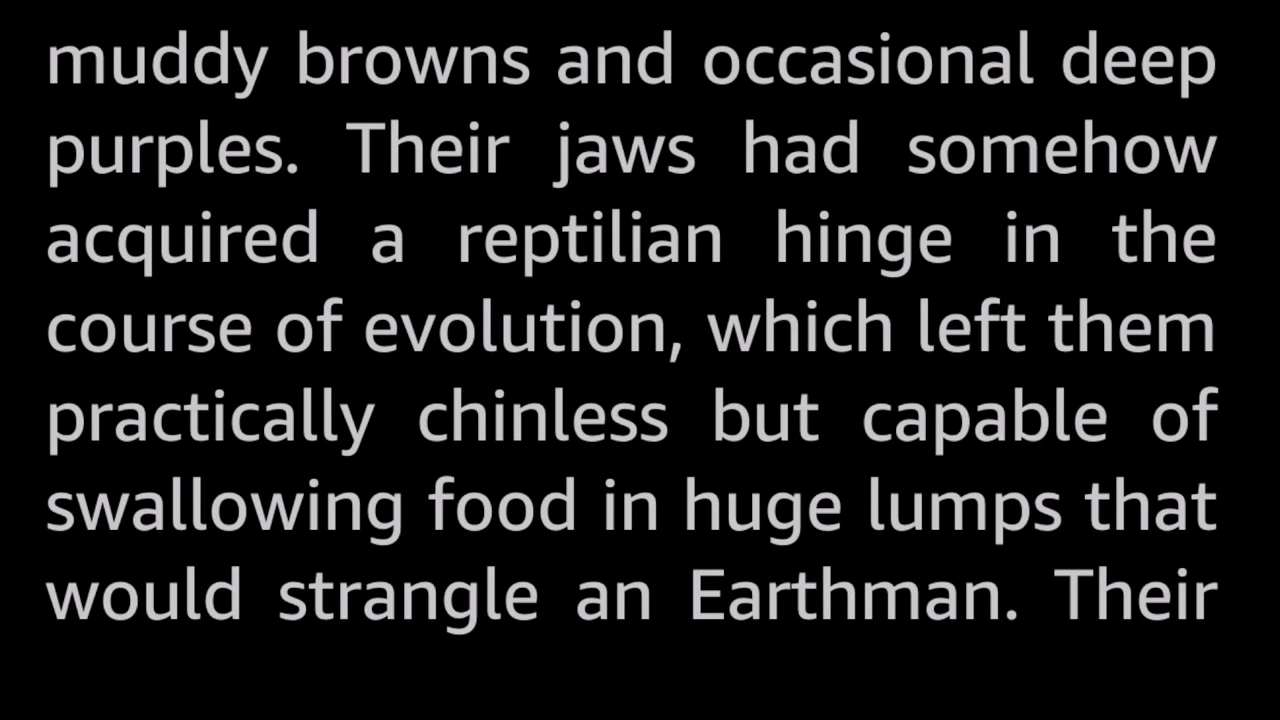 muddy browns and occasional deep
purples. Their jaws had somehow
acquired a reptilian hinge in the
course of evolution, which left them
practically chinless but capable of
swallowing food in huge lumps that
would strangle an Earthman. Their